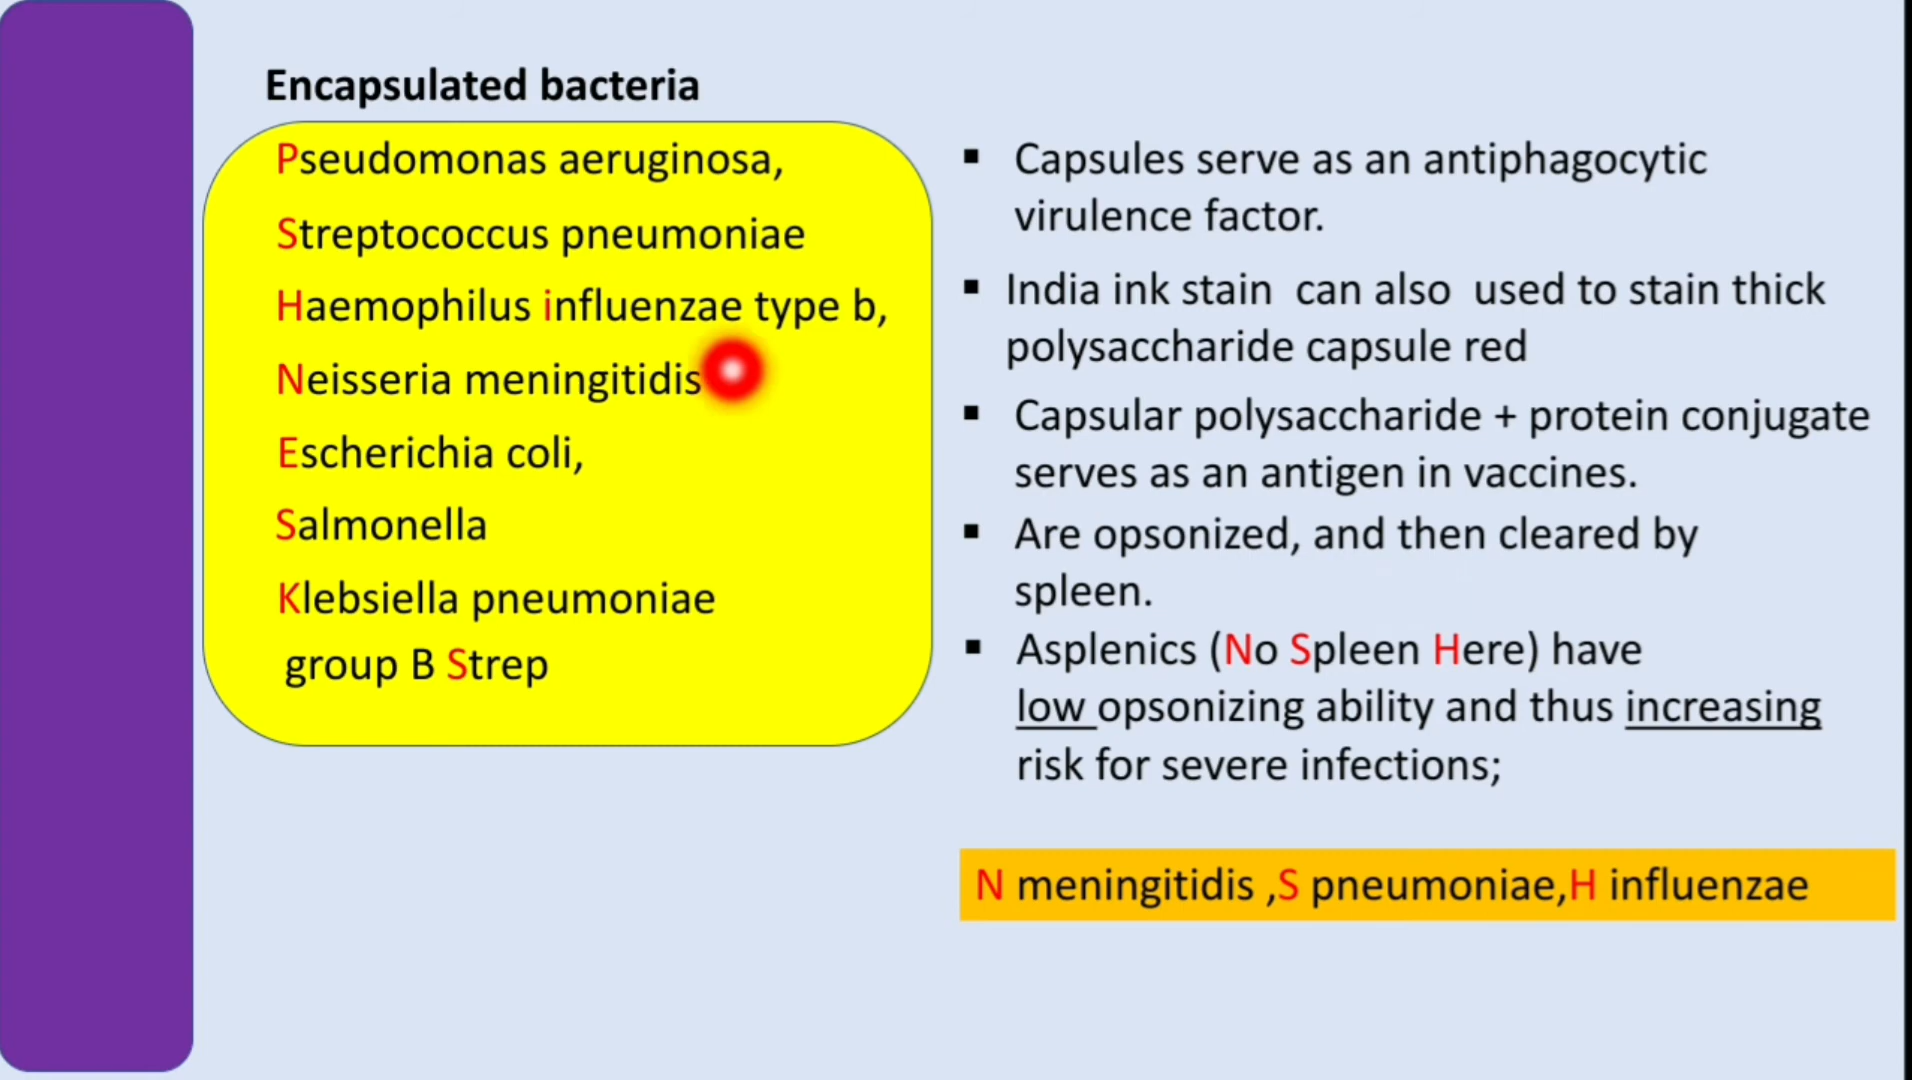 Encapsulated bacteria
Pseudomonas aeruginosa,
Streptococcus pneumoniae
Haemophilus influenzae type b,
Neisseria meningitidis
Escherichia coli,
Salmonella
Klebsiella pneumoniae
group B Strep
▪ Capsules serve as an antiphagocytic
virulence factor.
▪ India ink stain can also used to stain thick
polysaccharide capsule red
▪ Capsular polysaccharide + protein conjugate
serves as an antigen in vaccines.
▪ Are opsonized, and then cleared by
spleen.
▪ Asplenics (No Spleen Here) have
low opsonizing ability and thus increasing
risk for severe infections;
N meningitidis ,S pneumoniae,H influenzae